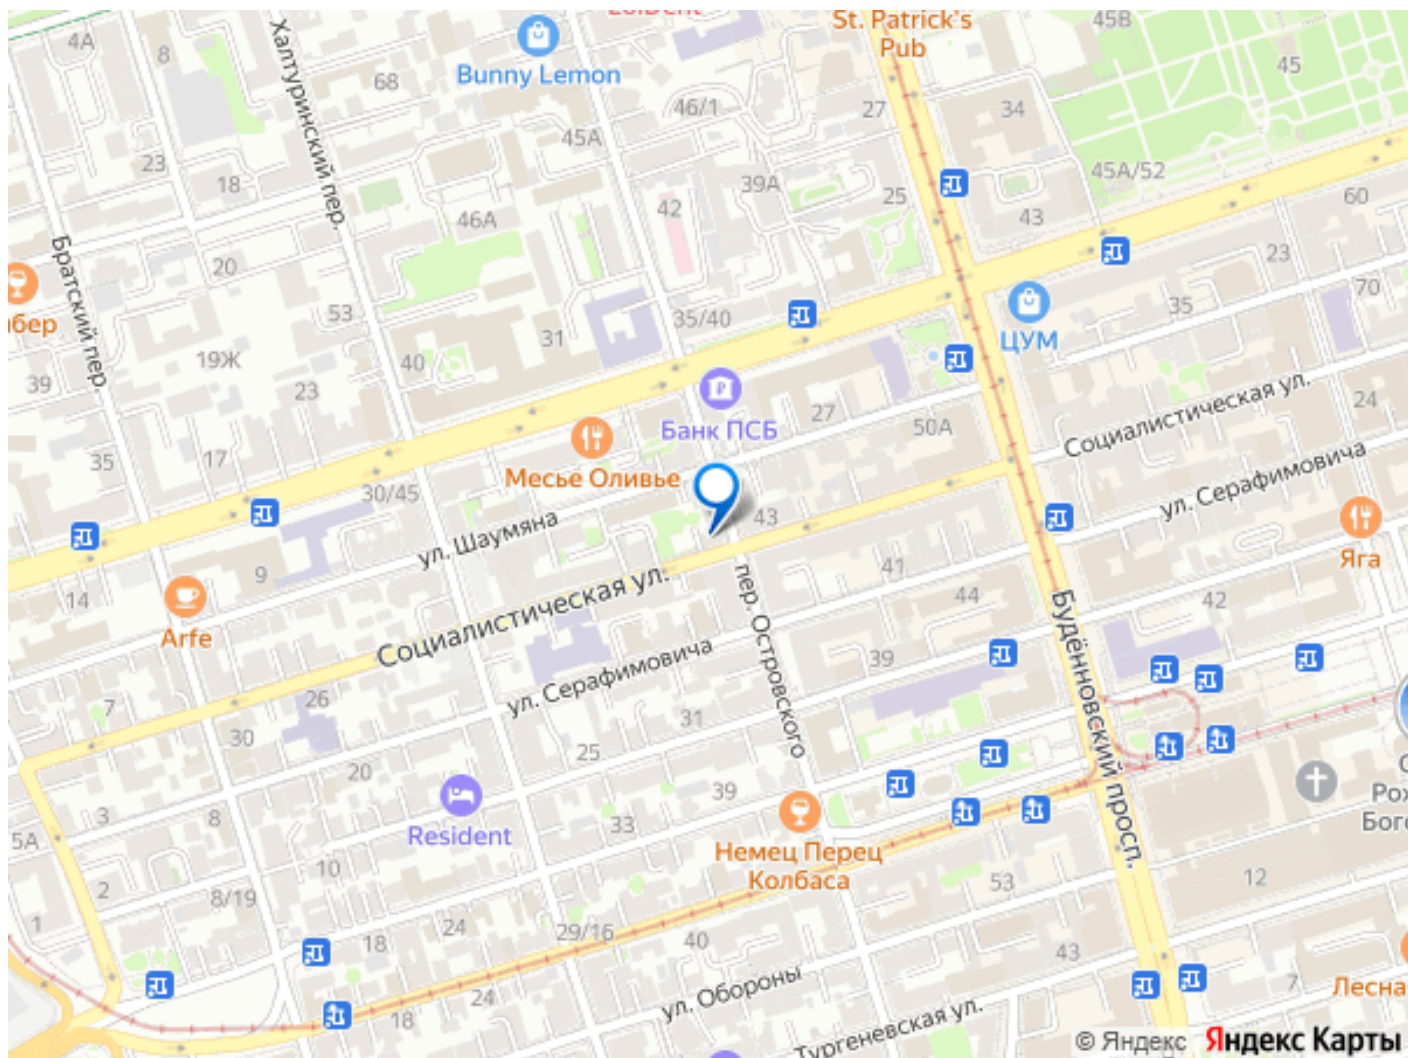 St. Patrick's
Pub
45В
4А
8
Халтуринский пер.
Bunny Lemon
68
46/1
27
34
45
45А
23
18
39А
25
45А/52
42
43
60
46А
Братский пер.
20
23
53
35/40
35
70
31
ЦУМ
19Ж
40
39
23
Банк ПСБ
27
50А
Социалистическая ул.
24
35
17
Месье Оливье
30/45
43
ул. Серафимовича
ул. Шаумяна
Яга
9
41
14
Arfe
Социалистическая ул.
пер. Островского
44
Будённовский просп.
42
ул. Серафимовича
39
7
26
31
30
25
20
39
3
8
33
5А
Resident
10
Немец Перец
Колбаса
2
8/19
53
12
1
18
24
29/16
40
43
24
18
ул. Обороны
7
Тургеневская ул.
© Яндекс Яндекс Карты